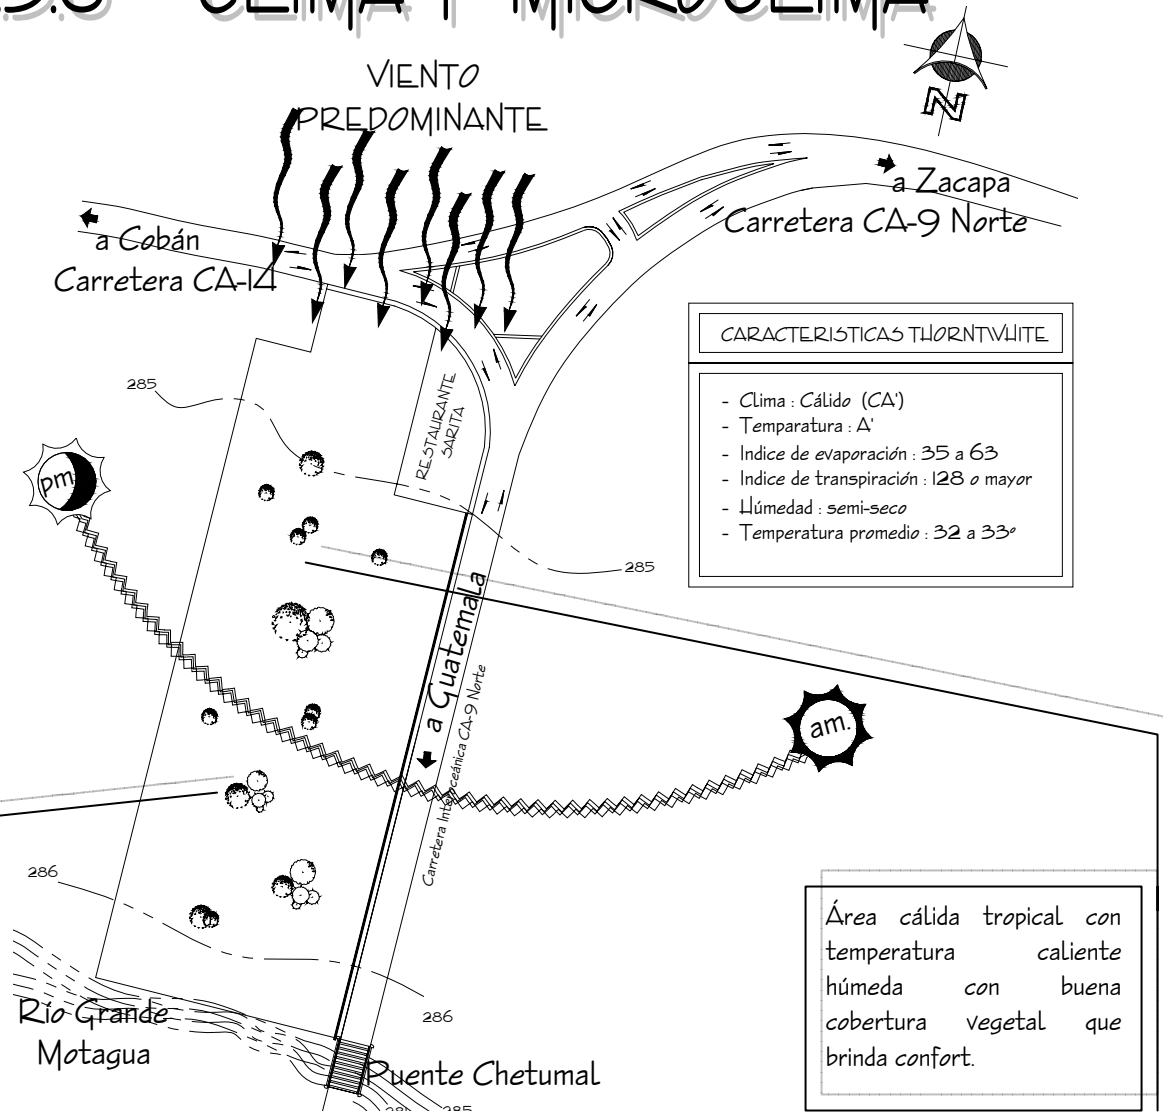 CLIMA Y MICROCLIMA
VIENTO
PREDOMINANTE
N
a Zacapa
Carretera CA-9 Norte
a Cobán
Carretera CA-14
CARACTERISTICAS THORNTWHITE
- Clima : Cálido (CA')
- Temparatura : A'
- Indice de evaporación : 35 a 63
- Indice de transpiración : 128 o mayor
- Húmedad : semi-seco
- Temperatura promedio : 32 a 33º
285
RESTAURANTE
SARITA
pm
285
a Guatemala
Carretera Interoceánica CA-9 Norte
am.
286
Área cálida tropical con
temperatura caliente
húmeda con buena
cobertura vegetal que
brinda confort.
Río Grande
Motagua
286
Puente Chetumal
285